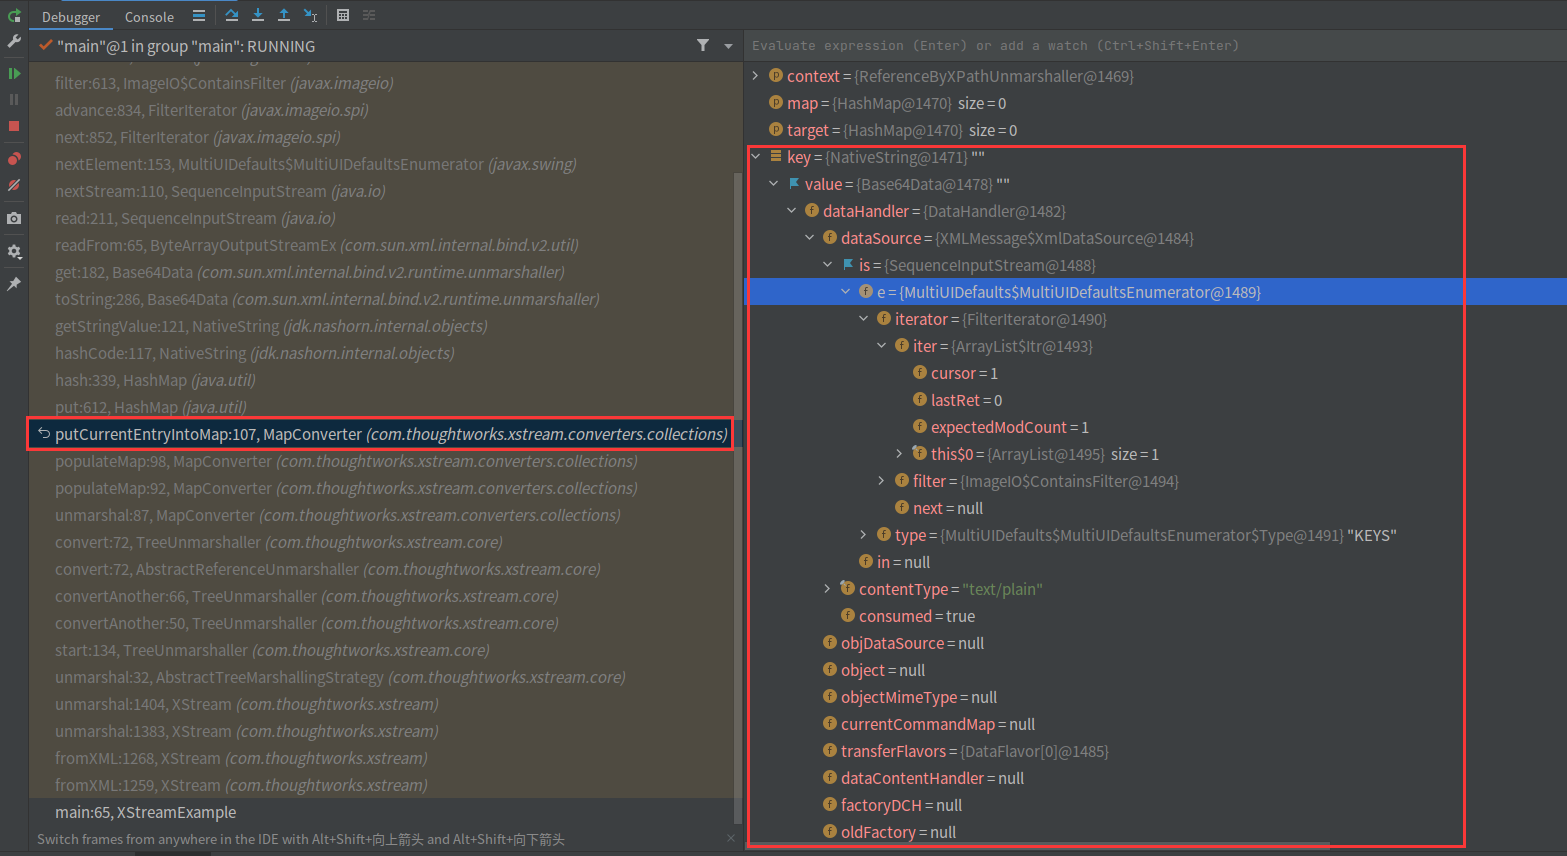 Debugger Console
"main"@1 in group "main": RUNNING
filter:613, ImageIO$ContainsFilter (javax.imageio)
advance:834, FilterIterator (javax.imageio.spi)
next:852, FilterIterator (javax.imageio.spi)
nextElement:153, MultiUIDefaults$MultiUIDefaultsEnumerator (javax.swing)
nextStream:110, SequenceInputStream (java.io)
read:211, SequenceInputStream (java.io)
readFrom:65, ByteArrayOutputStreamEx (com.sun.xml.internal.bind.v2.util)
get:182, Base64Data (com.sun.xml.internal.bind.v2.runtime.unmarshaller)
toString:286, Base64Data (com.sun.xml.internal.bind.v2.runtime.unmarshaller)
getStringValue:121, NativeString (jdk.nashorn.internal.objects)
hashCode:117, NativeString (jdk.nashorn.internal.objects)
hash:339, HashMap (java.util)
put:612, HashMap (java.util)
putCurrentEntryIntoMap:107, MapConverter (com.thoughtworks.xstream.converters.collections)
populateMap:98, MapConverter (com.thoughtworks.xstream.converters.collections)
populateMap:92, MapConverter (com.thoughtworks.xstream.converters.collections)
unmarshal:87, MapConverter (com.thoughtworks.xstream.converters.collections)
convert:72, TreeUnmarshaller (com.thoughtworks.xstream.core)
convert:72, AbstractReferenceUnmarshaller (com.thoughtworks.xstream.core)
convertAnother:66, TreeUnmarshaller (com.thoughtworks.xstream.core)
convertAnother:50, TreeUnmarshaller (com.thoughtworks.xstream.core)
start:134, TreeUnmarshaller (com.thoughtworks.xstream.core)
unmarshal:32, AbstractTreeMarshallingStrategy (com.thoughtworks.xstream.core)
unmarshal:1404, XStream (com.thoughtworks.xstream)
unmarshal:1383, XStream (com.thoughtworks.xstream)
fromXML:1268, XStream (com.thoughtworks.xstream)
fromXML:1259, XStream (com.thoughtworks.xstream)
main:65, XStreamExample
Switch frames from anywhere in the IDE with Alt+Shift+向上箭头 and Alt+Shift+向下箭头
Evaluate expression (Enter) or add a watch (Ctrl+Shift+Enter)
context = {ReferenceByXPathUnmarshaller@1469}
map = {HashMap@1470} size = 0
target = {HashMap@1470} size = 0
key = {NativeString@1471} ""
value = {Base64Data@1478} ""
dataHandler = {DataHandler@1482}
dataSource = {XMLMessage$XmlDataSource@1484}
is = {SequenceInputStream@1488}
e = {MultiUIDefaults$MultiUIDefaultsEnumerator@1489}
iterator = {FilterIterator@1490}
iter = {ArrayList$Itr@1493}
cursor = 1
lastRet = 0
expectedModCount = 1
this$0 = {ArrayList@1495} size = 1
filter = {ImageIO$ContainsFilter@1494}
next = null
type = {MultiUIDefaults$MultiUIDefaultsEnumerator$Type@1491} "KEYS"
in = null
contentType = "text/plain"
consumed = true
objDataSource = null
object = null
objectMimeType = null
currentCommandMap = null
transferFlavors = {DataFlavor[0]@1485}
dataContentHandler = null
factoryDCH = null
oldFactory = null